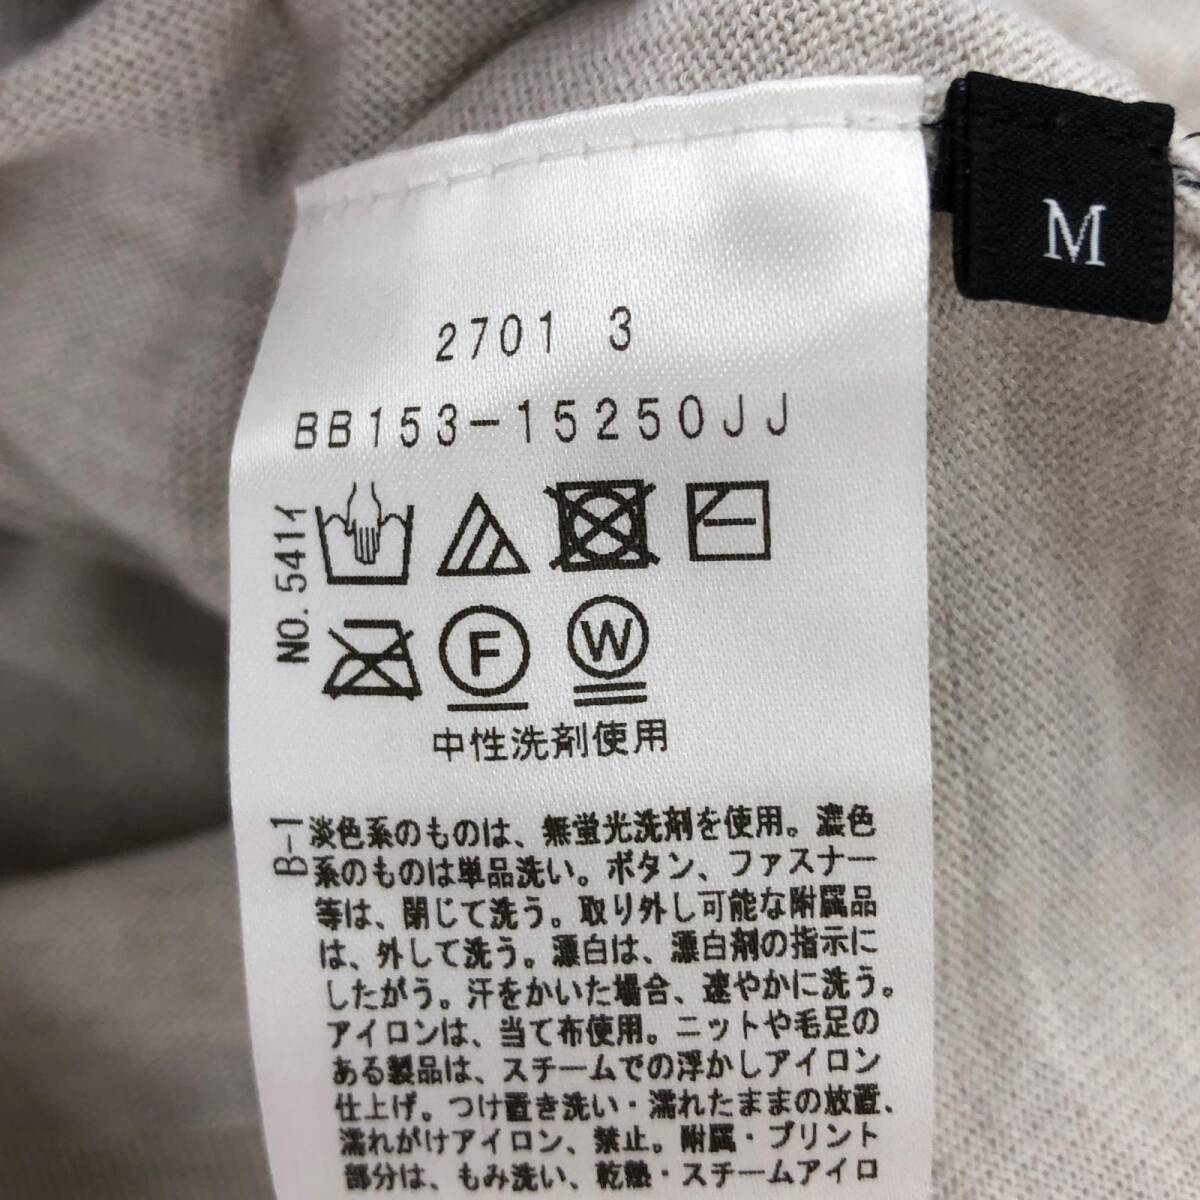 M
2701 3
BB153-15250JJ
NO.541イ
F
W
中性洗剤使用
B-1
淡色系のものは、無蛍光洗剤を使用。濃色
系のものは単品洗い。ボタン、ファスナー
等は、閉じて洗う。取り外し可能な附属品
は、外して洗う。漂白は、漂白剤の指示に
したがう。汗をかいた場合、速やかに洗う。
アイロンは、当て布使用。ニットや毛足の
ある製品は、スチームでの浮かしアイロン
仕上げ。つけ置き洗い・濡れたままの放置、
濡れがけアイロン、禁止。附属・プリント
部分は、もみ洗い、乾熱・スチームアイロ